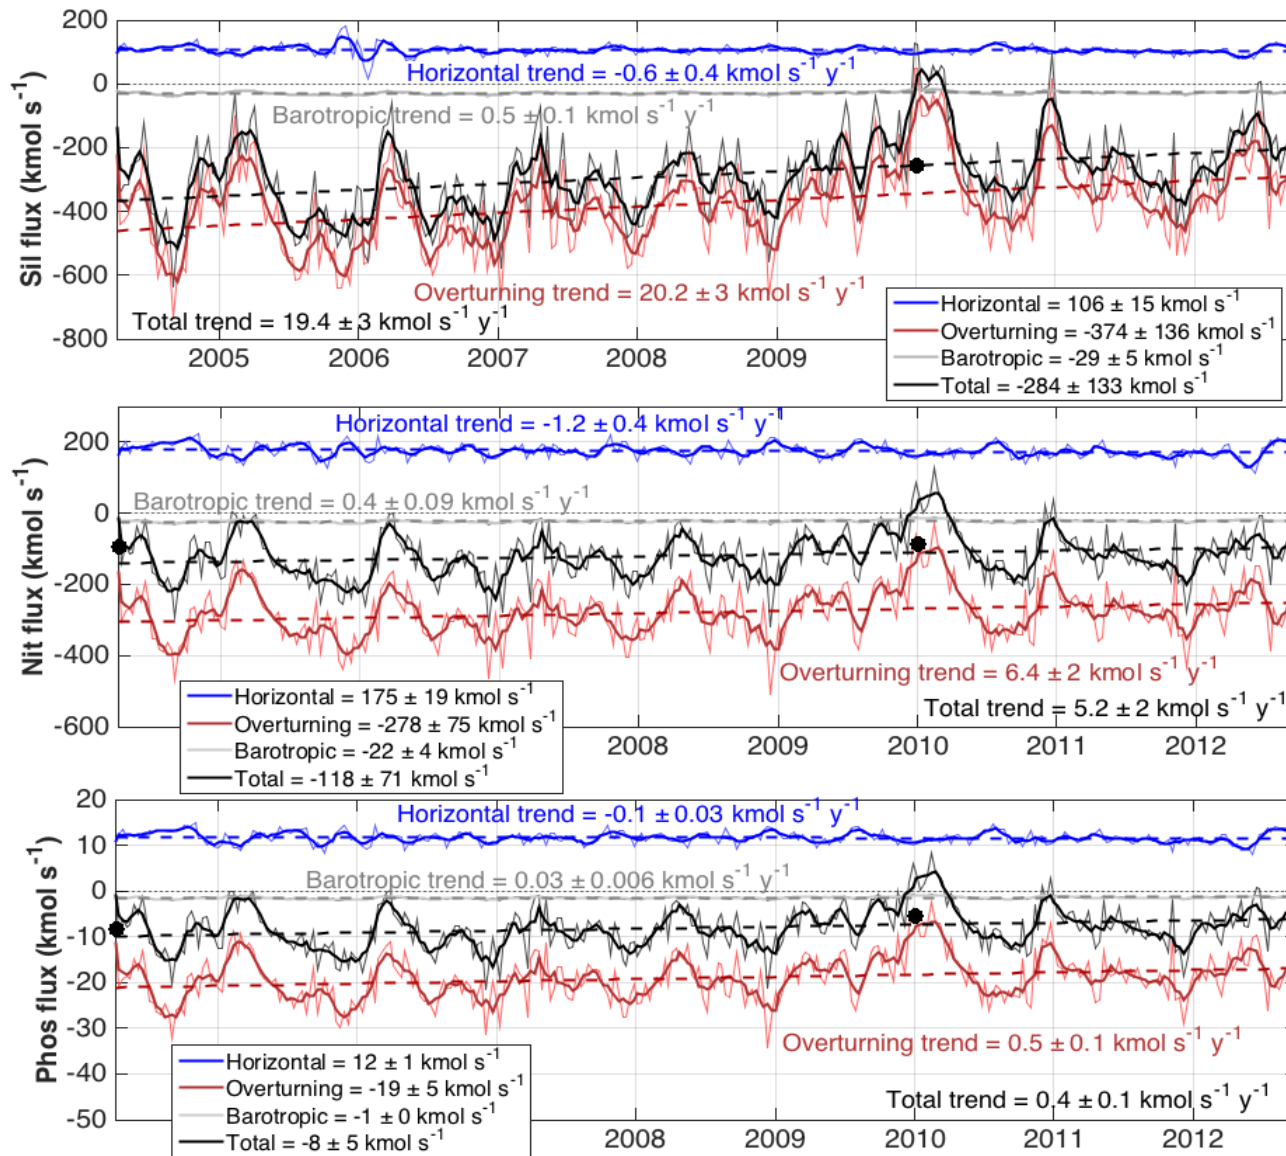 200
0
-200
-400
-600
-800
Sil flux (kmol s⁻¹)
Horizontal trend = -0.6 ± 0.4 kmol s⁻¹ y⁻¹
Barotropic trend = 0.5 ± 0.1 kmol s⁻¹ y⁻¹
Overturning trend = 20.2 ± 3 kmol s⁻¹ y⁻¹
Total trend = 19.4 ± 3 kmol s⁻¹ y⁻¹
Horizontal = 106 ± 15 kmol s⁻¹
Overturning = -374 ± 136 kmol s⁻¹
Barotropic = -29 ± 5 kmol s⁻¹
Total = -284 ± 133 kmol s⁻¹
2005 2006 2007 2008 2009
200
0
-200
-400
-600
Nit flux (kmol s⁻¹)
Horizontal trend = -1.2 ± 0.4 kmol s⁻¹ y⁻¹
Barotropic trend = 0.4 ± 0.09 kmol s⁻¹ y⁻¹
Overturning trend = 6.4 ± 2 kmol s⁻¹ y⁻¹
Total trend = 5.2 ± 2 kmol s⁻¹ y⁻¹
Horizontal = 175 ± 19 kmol s⁻¹
Overturning = -278 ± 75 kmol s⁻¹
Barotropic = -22 ± 4 kmol s⁻¹
Total = -118 ± 71 kmol s⁻¹
2008 2009 2010 2011 2012
20
10
0
-10
-20
-30
-40
-50
Phos flux (kmol s⁻¹)
Horizontal trend = -0.1 ± 0.03 kmol s⁻¹ y⁻¹
Barotropic trend = 0.03 ± 0.006 kmol s⁻¹ y⁻¹
Overturning trend = 0.5 ± 0.1 kmol s⁻¹ y⁻¹
Total trend = 0.4 ± 0.1 kmol s⁻¹ y⁻¹
Horizontal = 12 ± 1 kmol s⁻¹
Overturning = -19 ± 5 kmol s⁻¹
Barotropic = -1 ± 0 kmol s⁻¹
Total = -8 ± 5 kmol s⁻¹
2008 2009 2010 2011 2012